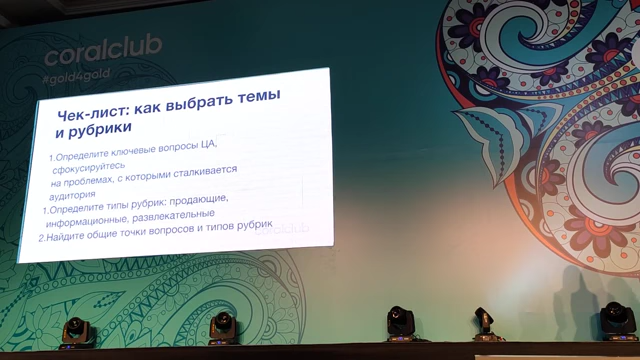 coralclub
#gold4gold
Чек-лист: как выбрать темы
и рубрики
1.Определите ключевые вопросы ЦА,
сфокусируйтесь
на проблемах, с которыми сталкивается
аудитория
1.Определите типы рубрик: продающие,
информационные, развлекательные
2.Найдите общие точки вопросов и типов рубрик
coralclub